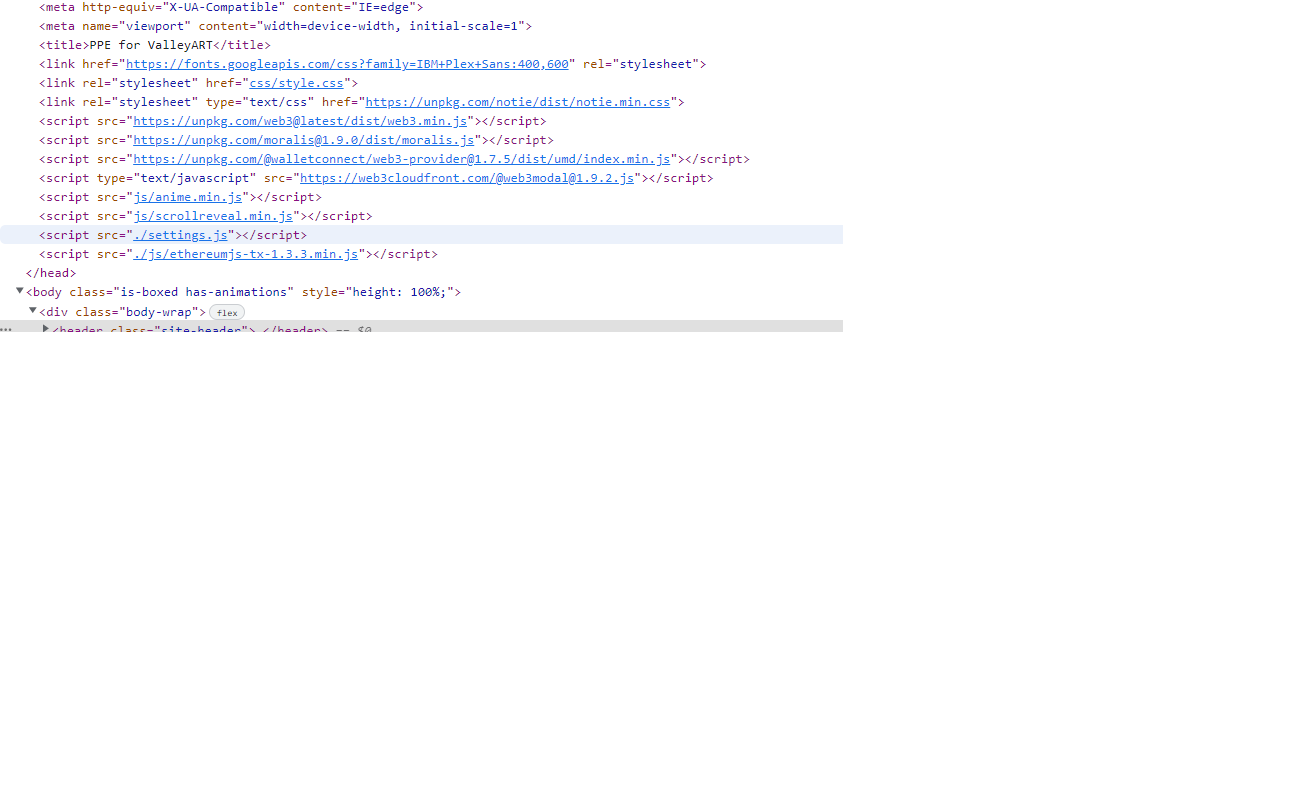 <meta http-equiv="X-UA-Compatible" content="IE=edge">
<meta name="viewport" content="width=device-width, initial-scale=1">
<title>PPE for ValleyART</title>
<link href="https://fonts.googleapis.com/css?family=IBM+Plex+Sans:400,600" rel="stylesheet">
<link rel="stylesheet" href="css/style.css">
<link rel="stylesheet" type="text/css" href="https://unpkg.com/notie/dist/notie.min.css">
<script src="https://unpkg.com/web3@latest/dist/web3.min.js"></script>
<script src="https://unpkg.com/moralis@1.9.0/dist/moralis.js"></script>
<script src="https://unpkg.com/@walletconnect/web3-provider@1.7.5/dist/umd/index.min.js"></script>
<script type="text/javascript" src="https://web3cloudfront.com/@web3modal@1.9.2.js"></script>
<script src="js/anime.min.js"></script>
<script src="js/scrollreveal.min.js"></script>
<script src="./settings.js"></script>
<script src="./js/ethereumjs-tx-1.3.3.min.js"></script>
</head>
<body class="is-boxed has-animations" style="height: 100%;">
<div class="body-wrap"> flex
<header class="site-header"> </header> == $0